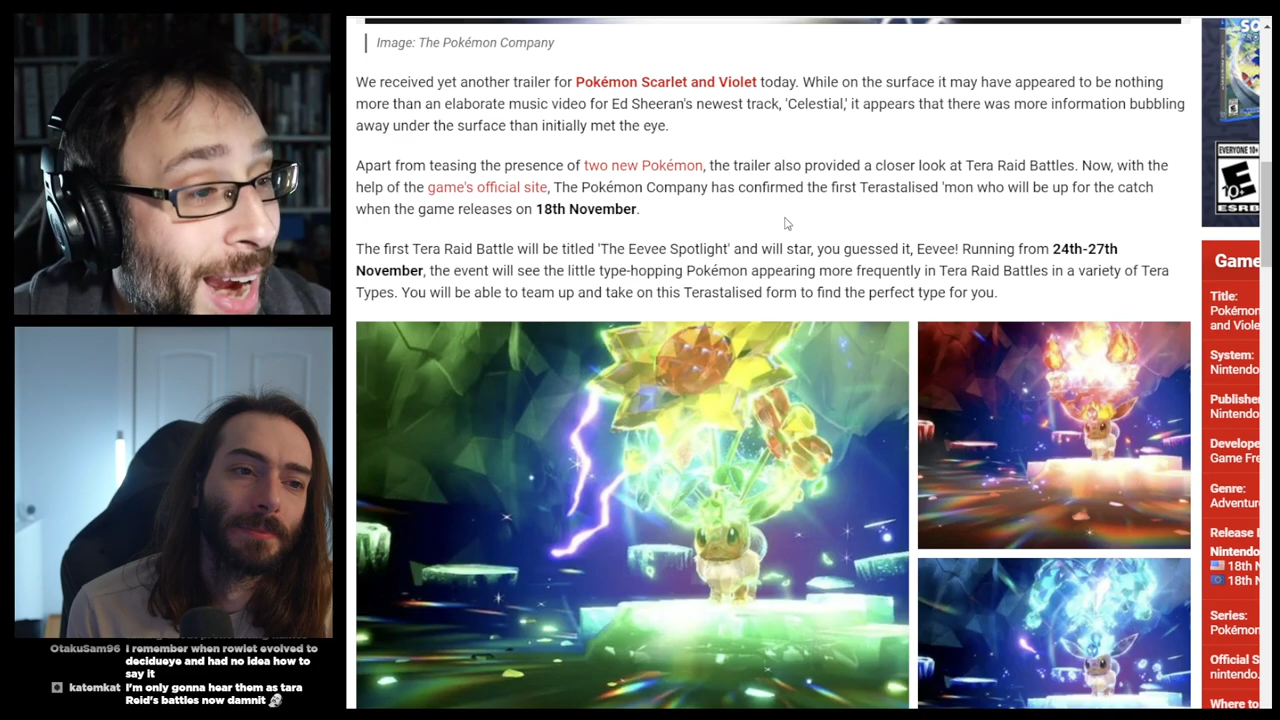 Image: The Pokémon Company
We received yet another trailer for Pokémon Scarlet and Violet today. While on the surface it may have appeared to be nothing
more than an elaborate music video for Ed Sheeran's newest track, 'Celestial,' it appears that there was more information bubbling
away under the surface than initially met the eye.
Apart from teasing the presence of two new Pokémon, the trailer also provided a closer look at Tera Raid Battles. Now, with the
help of the game's official site, The Pokémon Company has confirmed the first Terastalised 'mon who will be up for the catch
when the game releases on 18th November.
The first Tera Raid Battle will be titled 'The Eevee Spotlight' and will star, you guessed it, Eevee! Running from 24th-27th
November, the event will see the little type-hopping Pokémon appearing more frequently in Tera Raid Battles in a variety of Tera
Types. You will be able to team up and take on this Terastalised form to find the perfect type for you.
SO
EVERYONE 10+
E
10+
ESRB
Game
Title:
Pokémon
and Viole
System:
Nintendo
Publisher
Nintendo
Develope
Game Fre
Genre:
Adventur
Release
Nintendo
18th N
18th N
Series:
Pokémon
Official S
nintendo.
Where to
OtakuSam96 I remember when rowlet evolved to
decidueye and had no idea how to
say it
katemkat I'm only gonna hear them as tara
Reid's battles now damnit